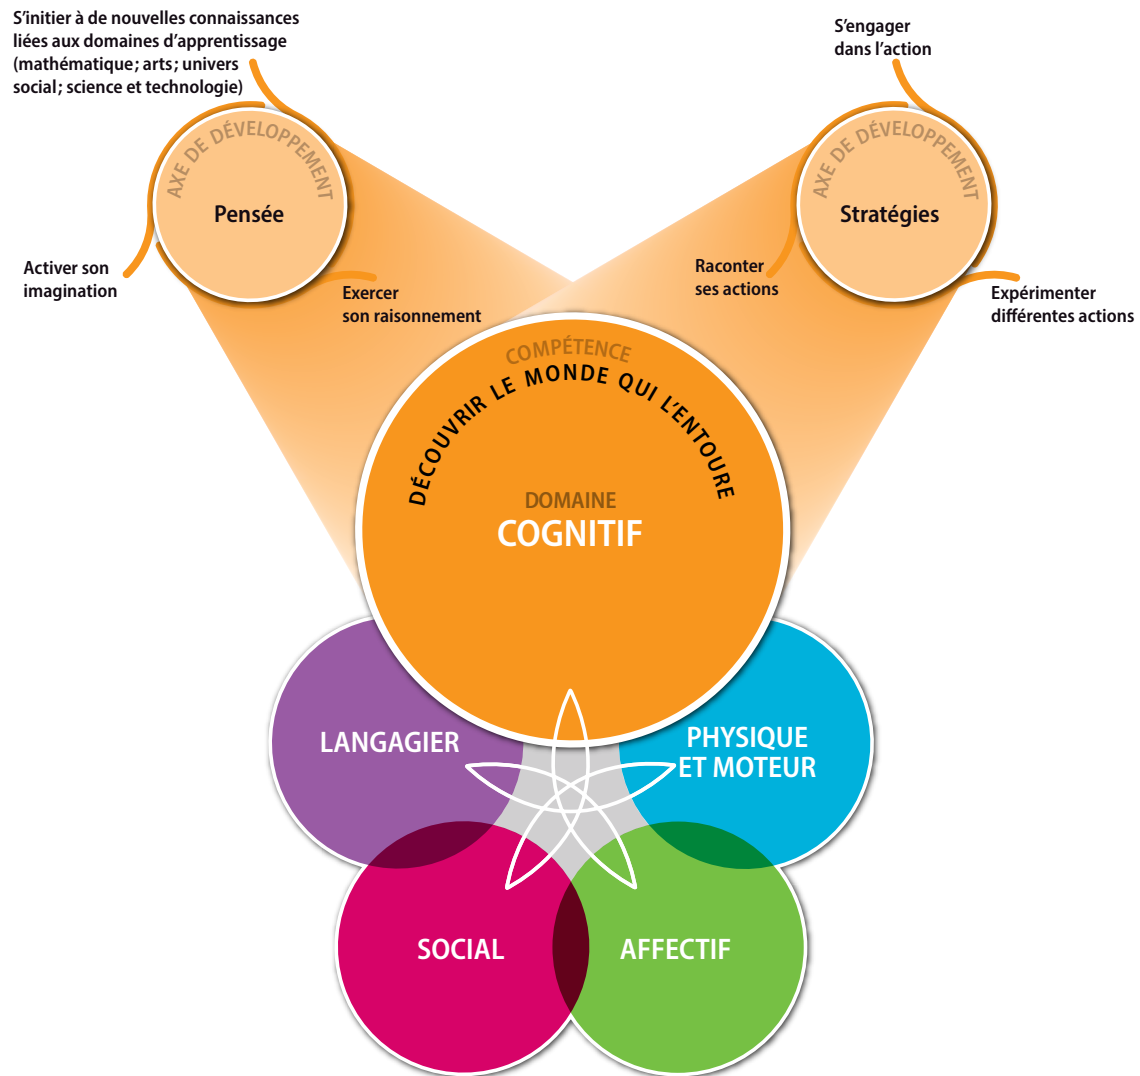 S'initier à de nouvelles connaissances
liées aux domaines d'apprentissage
(mathématique; arts; univers
social; science et technologie)
AXE DE DÉVELOPPEMENT
Pensée
Activer son
imagination
Exercer
son raisonnement
S'engager
dans l'action
AXE DE DÉVELOPPEMENT
Stratégies
Raconter
ses actions
Expérimenter
différentes actions
COMPÉTENCE
DÉCOUVRIR LE MONDE QUI L'ENTOURE
DOMAINE
COGNITIF
LANGAGIER
PHYSIQUE
ET MOTEUR
SOCIAL
AFFECTIF